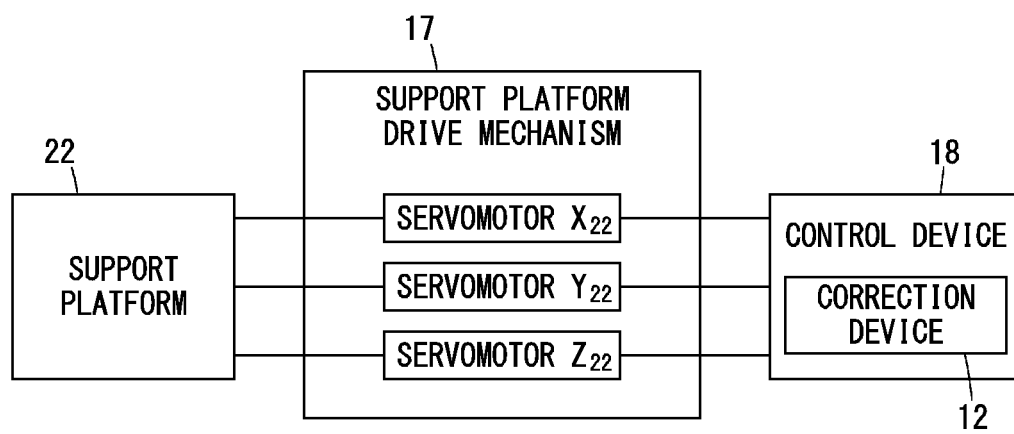 17
SUPPORT PLATFORM
DRIVE MECHANISM
22
18
SERVOMOTOR X₂₂
CONTROL DEVICE
SUPPORT
PLATFORM
SERVOMOTOR Y₂₂
CORRECTION
DEVICE
SERVOMOTOR Z₂₂
12